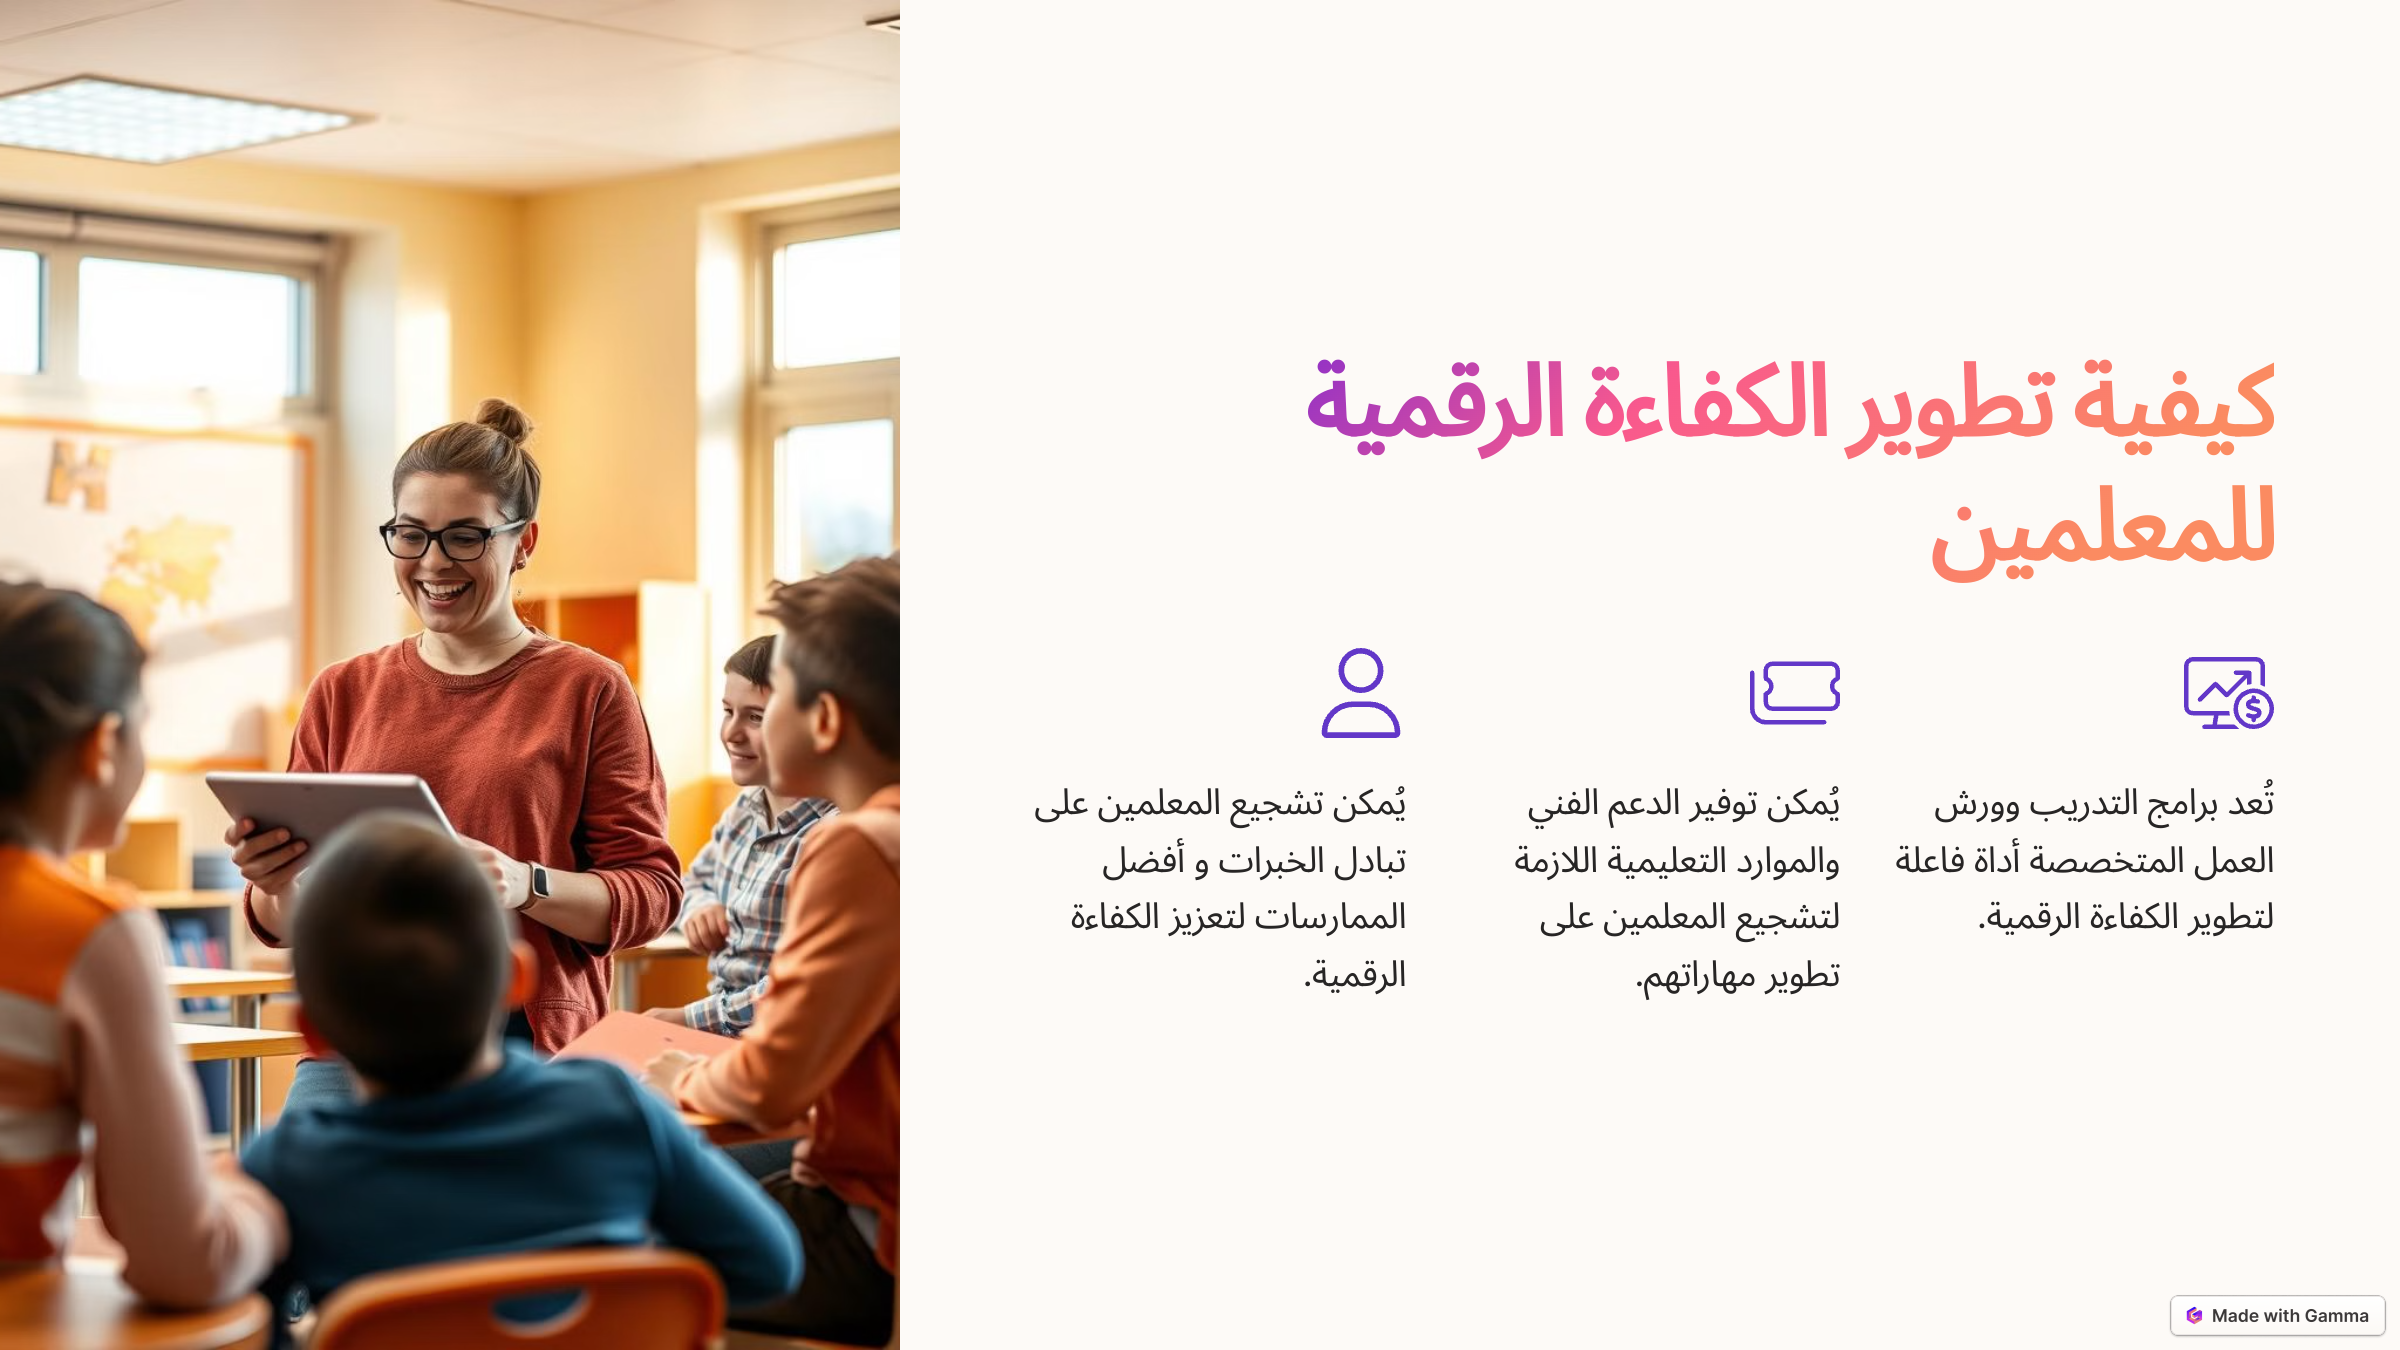 كيفية تطوير الكفاءة الرقمية
للمعلمين
تُعد برامج التدريب وورش
العمل المتخصصة أداة فاعلة
لتطوير الكفاءة الرقمية.
يُمكن توفير الدعم الفني
والموارد التعليمية اللازمة
لتشجيع المعلمين على
تطوير مهاراتهم.
يُمكن تشجيع المعلمين على
تبادل الخبرات و أفضل
الممارسات لتعزيز الكفاءة
الرقمية.
H
Made with Gamma